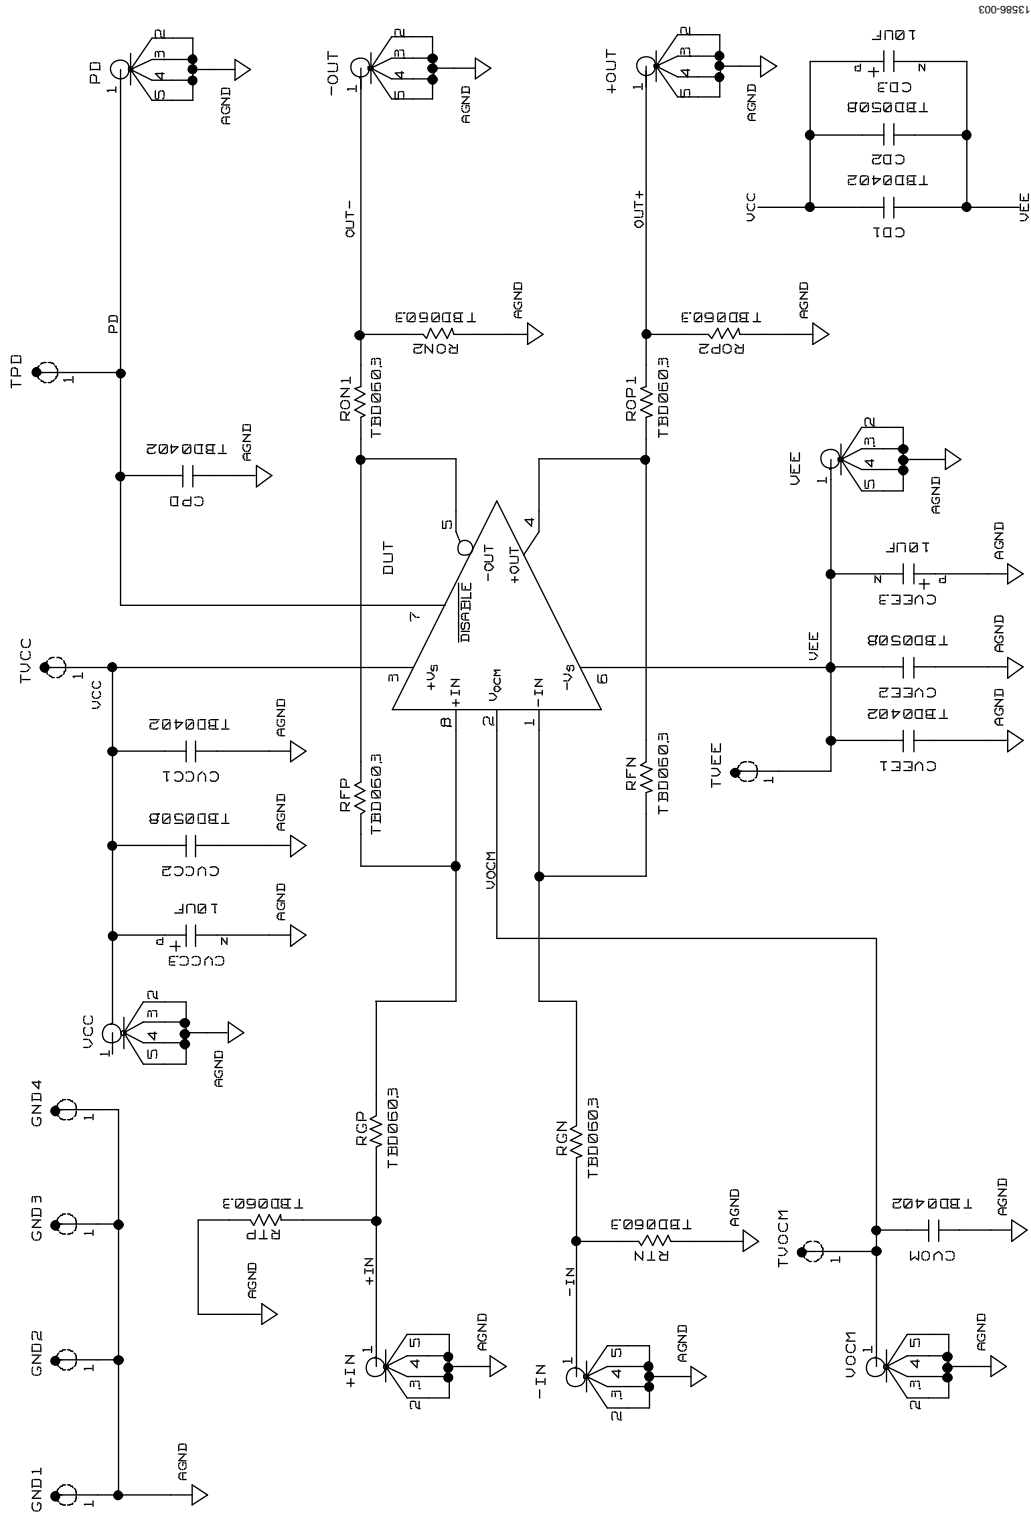 GND1
1
GND2
1
GND3
1
GND4
1
AGND
VCC
1
5
4
3
2
AGND
CVCC3
10UF
P
+
N
AGND
CVCC2
TBD0508
AGND
CVCC1
TBD0402
AGND
VCC
TVCC
1
TPD
1
PD
CPD
TBD0402
AGND
PD
1
5
4
3
2
AGND
+IN
1
2
3
4
5
AGND
+IN
AGND
RTP
TBD0603
RGP
TBD0603
RFP
TBD0603
DUT
3
+VS
7
DISABLE
8
+IN
2
VOCM
1
-IN
6
-VS
5
-OUT
4
+OUT
RON1
TBD0603
RON2
TBD0603
AGND
OUT-
-OUT
1
5
4
3
2
AGND
-IN
1
2
3
4
5
AGND
-IN
RTN
TBD0603
AGND
RGN
TBD0603
VOCM
RFN
TBD0603
ROP1
TBD0603
ROP2
TBD0603
AGND
OUT+
+OUT
1
5
4
3
2
AGND
VOCM
1
2
3
4
5
AGND
TVOCM
1
CVOM
TBD0402
AGND
TVEE
1
CVEE1
TBD0402
AGND
CVEE2
TBD0508
AGND
VEE
CVEE3
10UF
N
+
P
AGND
VEE
1
5
4
3
2
AGND
VCC
CD1
TBD0402
CD2
TBD0508
CD3
10UF
P
+
N
VEE
13586-003